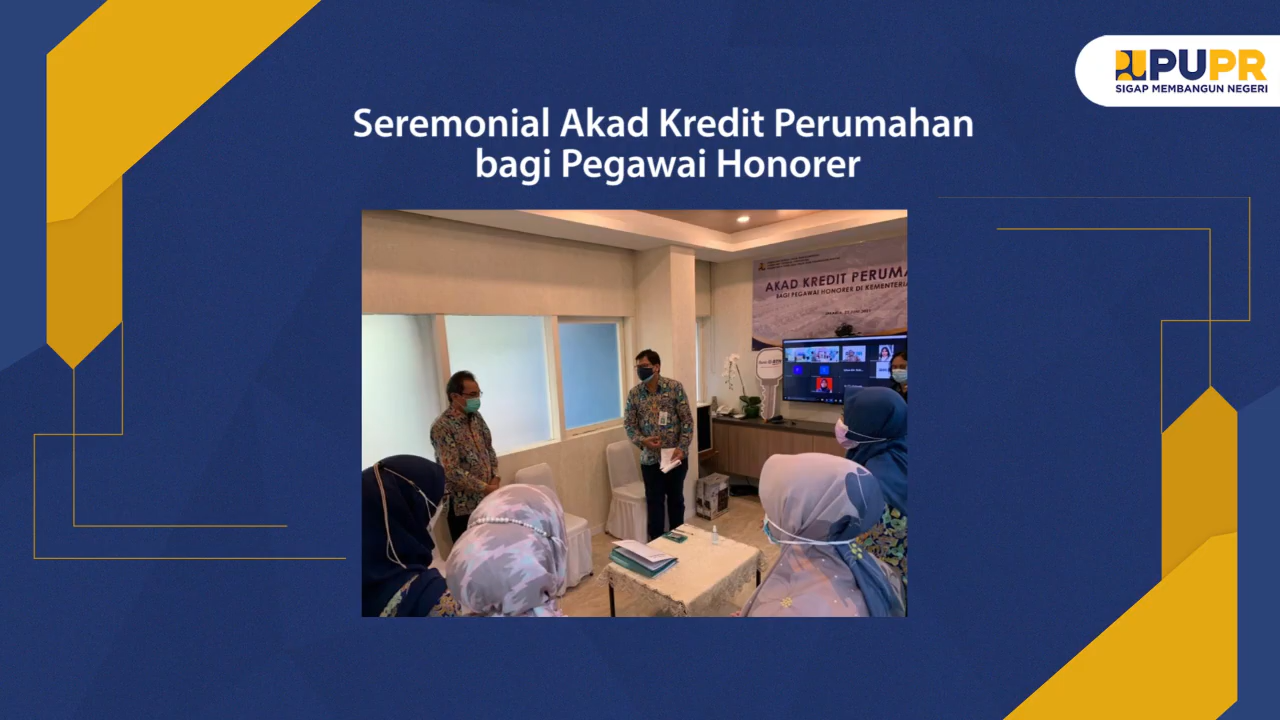 PUPR
SIGAP MEMBANGUN NEGERI
Seremonial Akad Kredit Perumahan
bagi Pegawai Honorer
AKAD KREDIT PERUMA
BAGI PEGAWAI HONORER DI KEMENTERIA